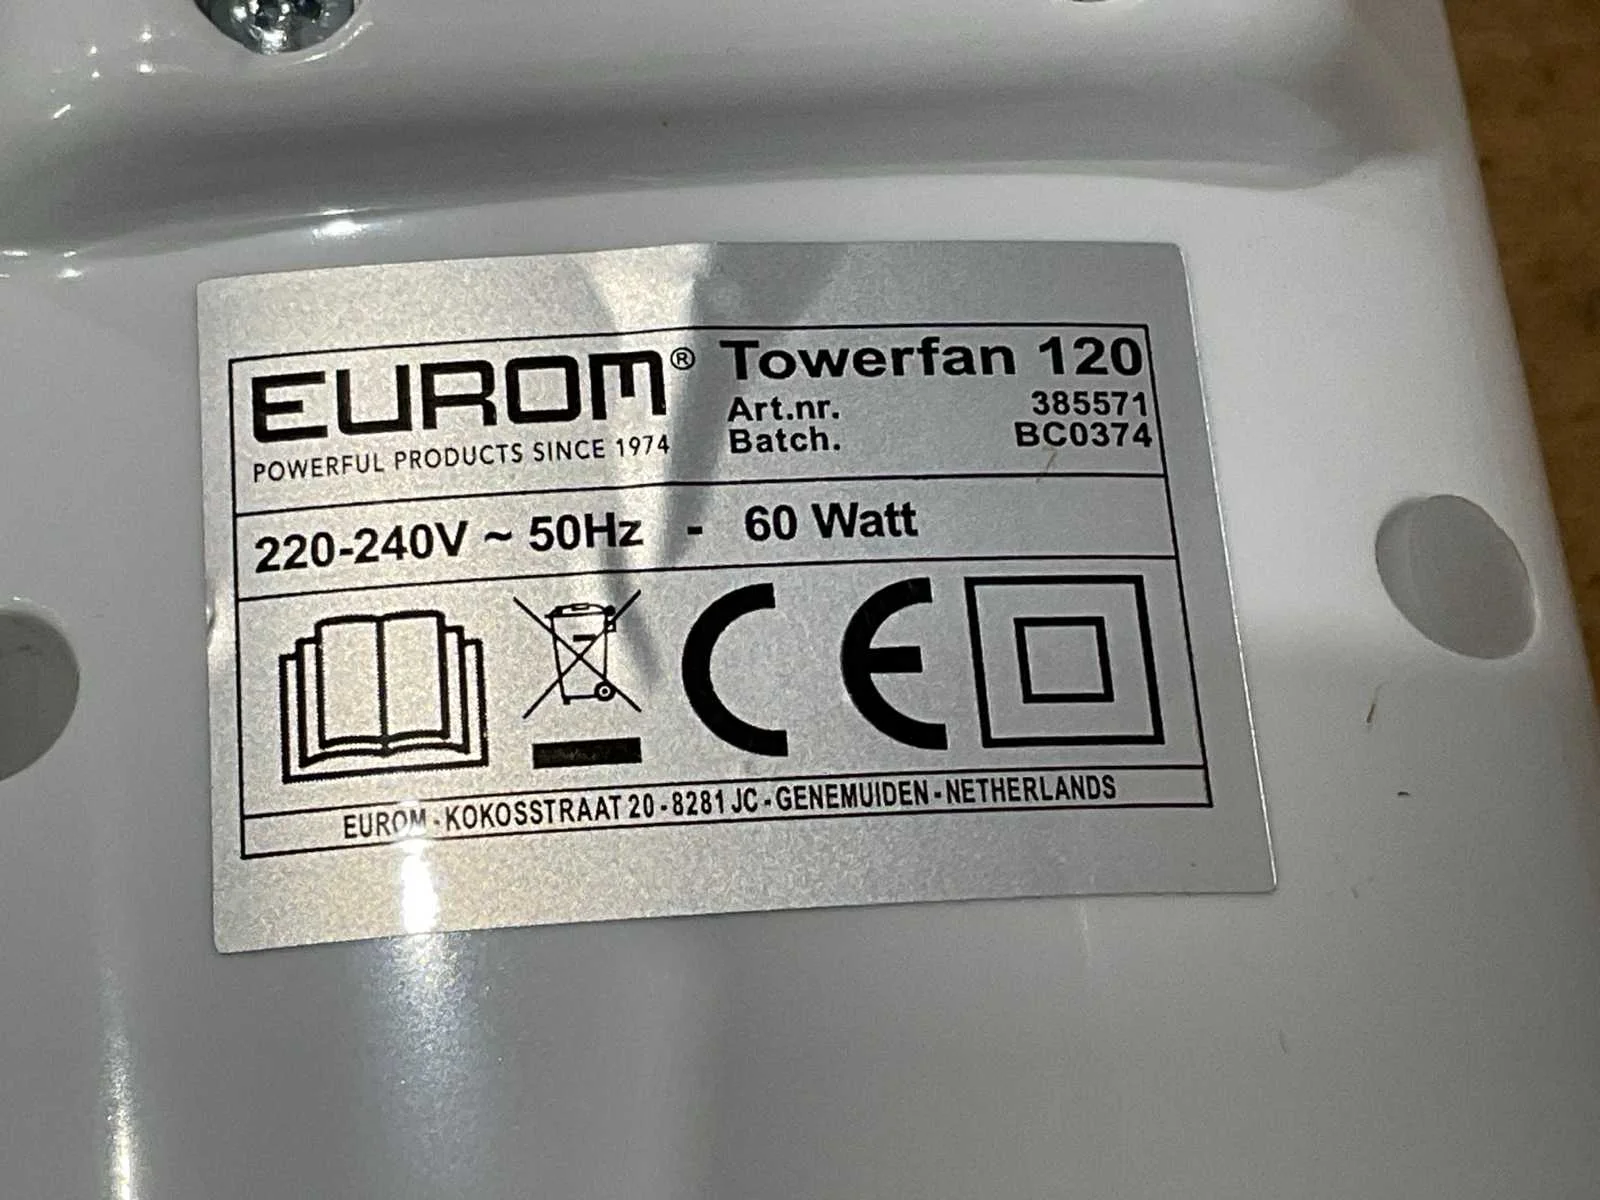 EUROM® Towerfan 120
POWERFUL PRODUCTS SINCE 1974
Art.nr. 385571
Batch. BC0374
220-240V ~ 50Hz - 60 Watt
CE
EUROM - KOKOSSTRAAT 20 - 8281 JC - GENEMUIDEN - NETHERLANDS